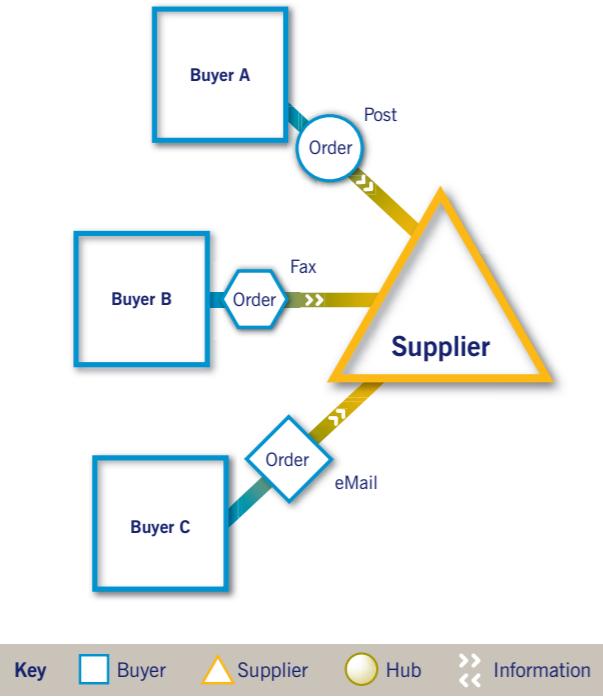 Buyer A
Post
Order
Fax
Buyer B
Order
Supplier
Order
eMail
Buyer C
Key
Buyer
Supplier
Hub
Information